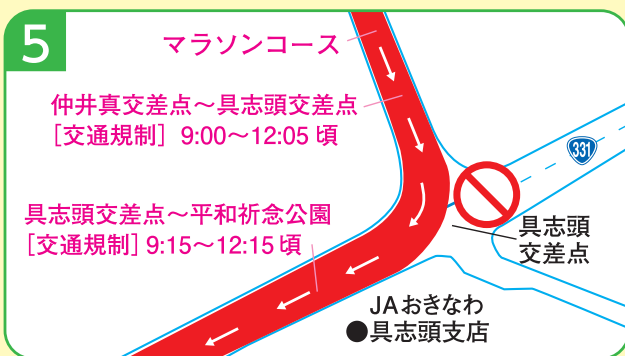 5
マラソンコース
仲井真交差点～具志頭交差点
［交通規制］ 9:00～12:05 頃
331
具志頭交差点～平和祈念公園
［交通規制］9:15～12:15 頃
具志頭
交差点
JAおきなわ
●具志頭支店